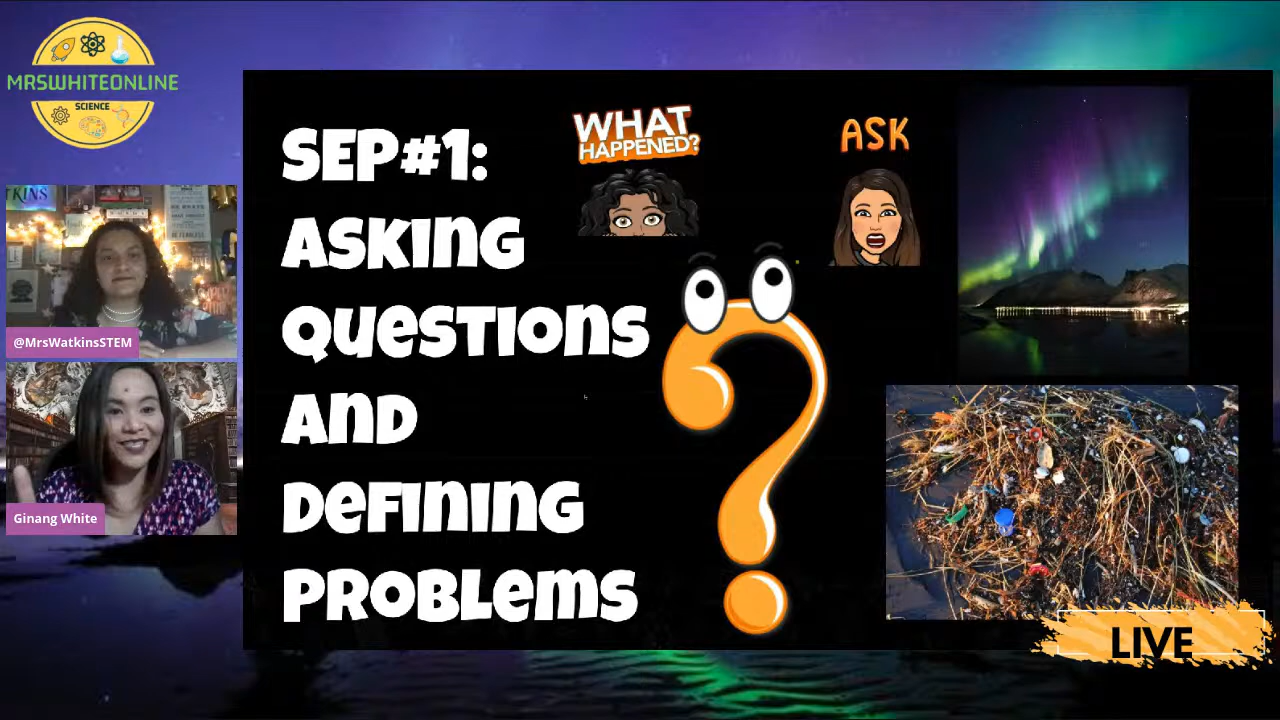 MRSWHITEONLINE
SCIENCE
@MrsWatkinsSTEM
Ginang White
SEP#1:
ASKING
QUESTIONS
AND
DEFINING
PROBLEMS
WHAT
HAPPENED?
ASK
LIVE